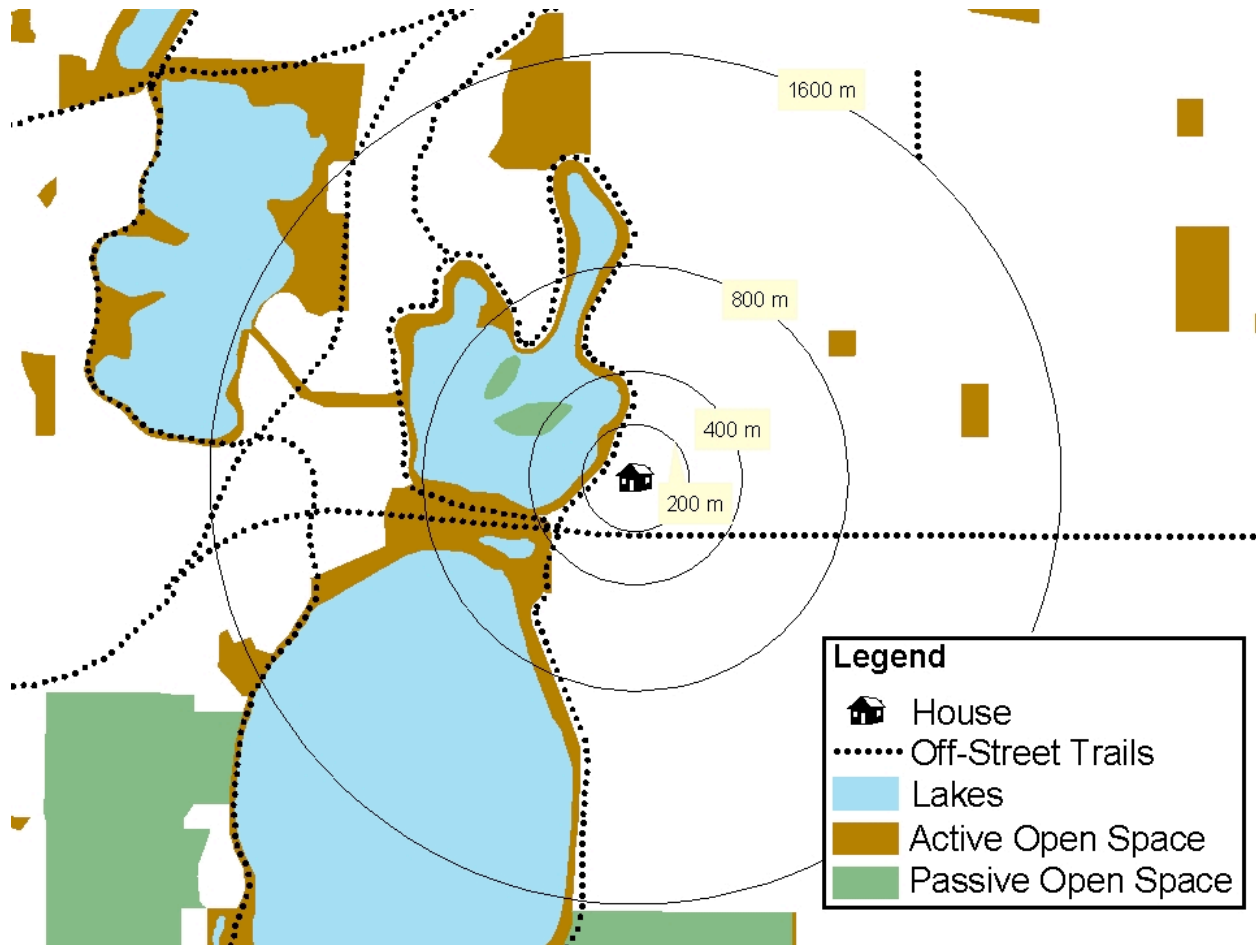 1600 m
800 m
400 m
200 m
Legend
House
Off-Street Trails
Lakes
Active Open Space
Passive Open Space